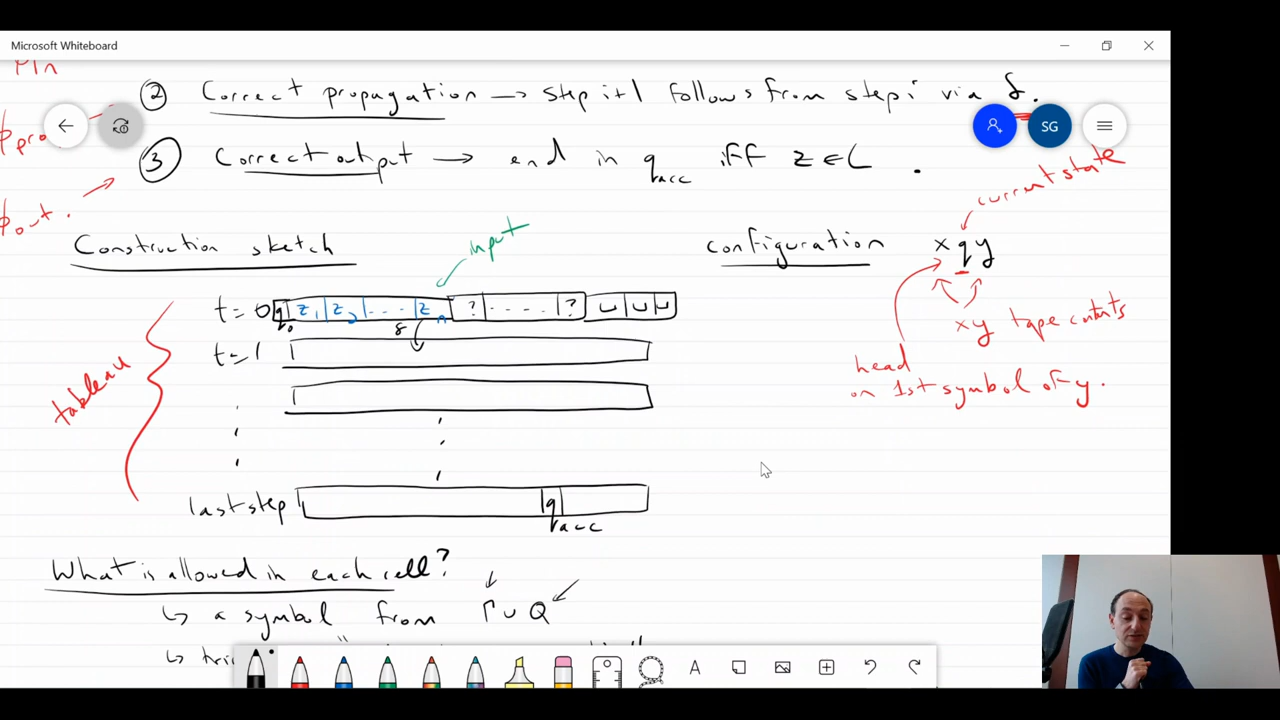 Microsoft Whiteboard
② Correct propagation → step i+1 follows from step i via δ.
SG
③ Correct output → end in q_acc iff z ∈ L.
ϕout.
current state
Construction sketch
input
configuration x q y
t=0 q₀ z₁ z₂ .... zₙ ? .... ? ⊔ ⊔ ⊔
δ
t=1
xy tape contents
head
on 1st symbol of y.
tableau
last step q_acc
What is allowed in each cell?
↳ a symbol from Γ ∪ Q